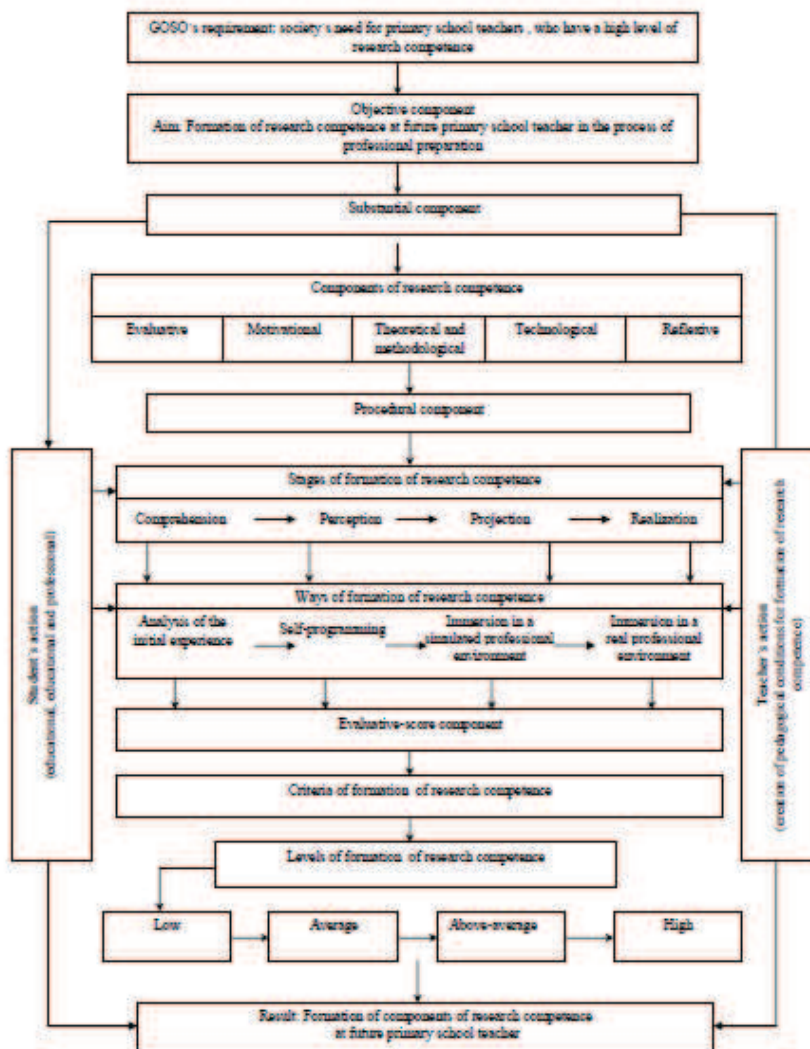 GOSO's requirement: society's need for primary school teachers , who have a high level of
research competence
Objective component
Aim: Formation of research competence at future primary school teacher in the process of
professional preparation
Substantial component
Components of research competence
Evaluative
Motivational
Theoretical and
methodological
Technological
Reflexive
Procedural component
Student's action
(educational, educational and professional)
Teacher's action
(creation of pedagogical conditions for formation of research
competence)
Stages of formation of research competence
Comprehension
Perception
Projection
Realization
Ways of formation of research competence
Analysis of the
initial experience
Self-programming
Immersion in a
simulated professional
environment
Immersion in a
real professional
environment
Evaluative-score component
Criteria of formation of research competence
Levels of formation of research competence
Low
Average
Above-average
High
Result: Formation of components of research competence
at future primary school teacher